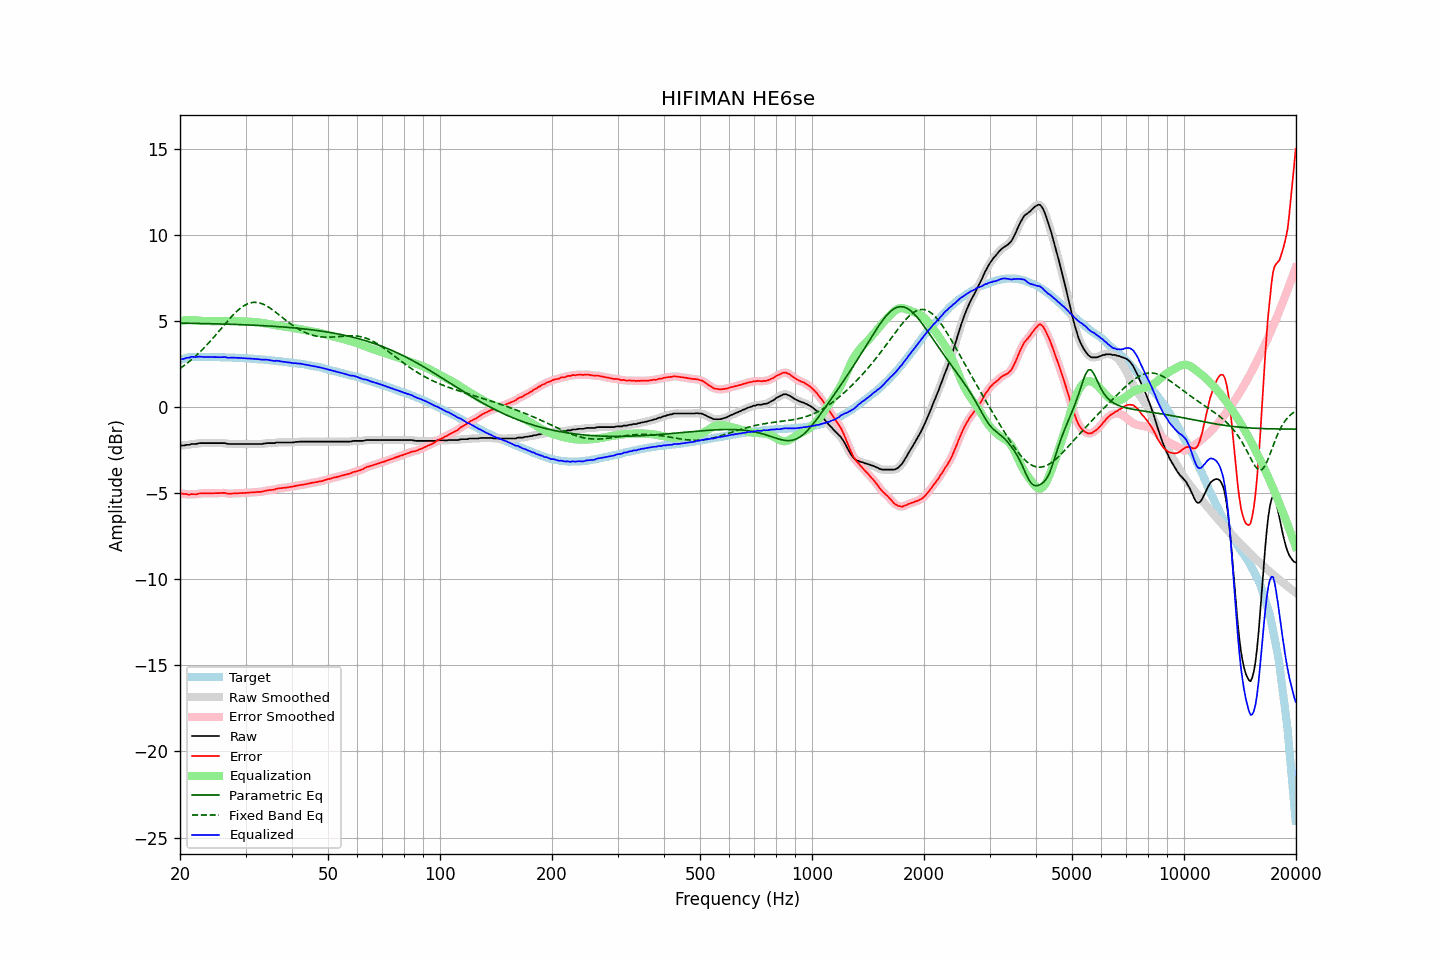 HIFIMAN HE6se
15
10
5
0
−5
−10
−15
−20
−25
Amplitude (dBr)
Target
Raw Smoothed
Error Smoothed
Raw
Error
Equalization
Parametric Eq
Fixed Band Eq
Equalized
20
50
100
200
500
1000
2000
5000
10000
20000
Frequency (Hz)